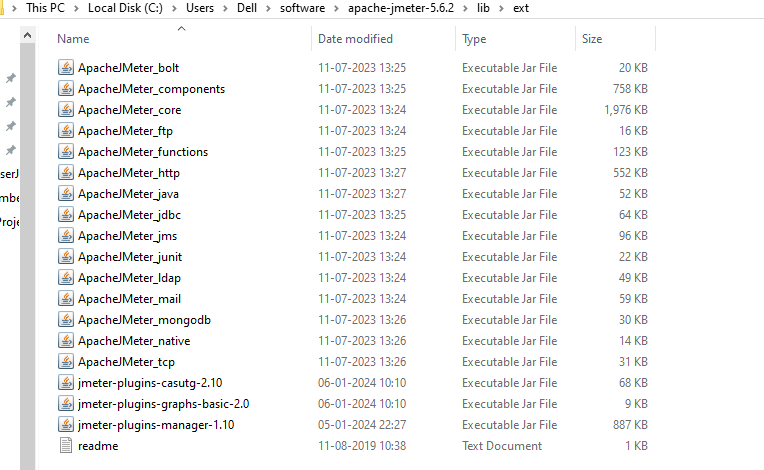 This PC > Local Disk (C:) > Users > Dell > software > apache-jmeter-5.6.2 > lib > ext
Name Date modified Type Size
ApacheJMeter_bolt 11-07-2023 13:25 Executable Jar File 20 KB
ApacheJMeter_components 11-07-2023 13:25 Executable Jar File 758 KB
ApacheJMeter_core 11-07-2023 13:24 Executable Jar File 1,976 KB
ApacheJMeter_ftp 11-07-2023 13:24 Executable Jar File 16 KB
ApacheJMeter_functions 11-07-2023 13:25 Executable Jar File 123 KB
ApacheJMeter_http 11-07-2023 13:27 Executable Jar File 552 KB
serJ
ApacheJMeter_java 11-07-2023 13:27 Executable Jar File 52 KB
mbe
ApacheJMeter_jdbc 11-07-2023 13:25 Executable Jar File 64 KB
Proje
ApacheJMeter_jms 11-07-2023 13:24 Executable Jar File 96 KB
ApacheJMeter_junit 11-07-2023 13:24 Executable Jar File 22 KB
ApacheJMeter_ldap 11-07-2023 13:24 Executable Jar File 49 KB
ApacheJMeter_mail 11-07-2023 13:24 Executable Jar File 59 KB
ApacheJMeter_mongodb 11-07-2023 13:26 Executable Jar File 30 KB
ApacheJMeter_native 11-07-2023 13:26 Executable Jar File 14 KB
ApacheJMeter_tcp 11-07-2023 13:26 Executable Jar File 31 KB
jmeter-plugins-casutg-2.10 06-01-2024 10:10 Executable Jar File 68 KB
jmeter-plugins-graphs-basic-2.0 06-01-2024 10:10 Executable Jar File 9 KB
jmeter-plugins-manager-1.10 05-01-2024 22:27 Executable Jar File 887 KB
readme 11-08-2019 10:38 Text Document 1 KB